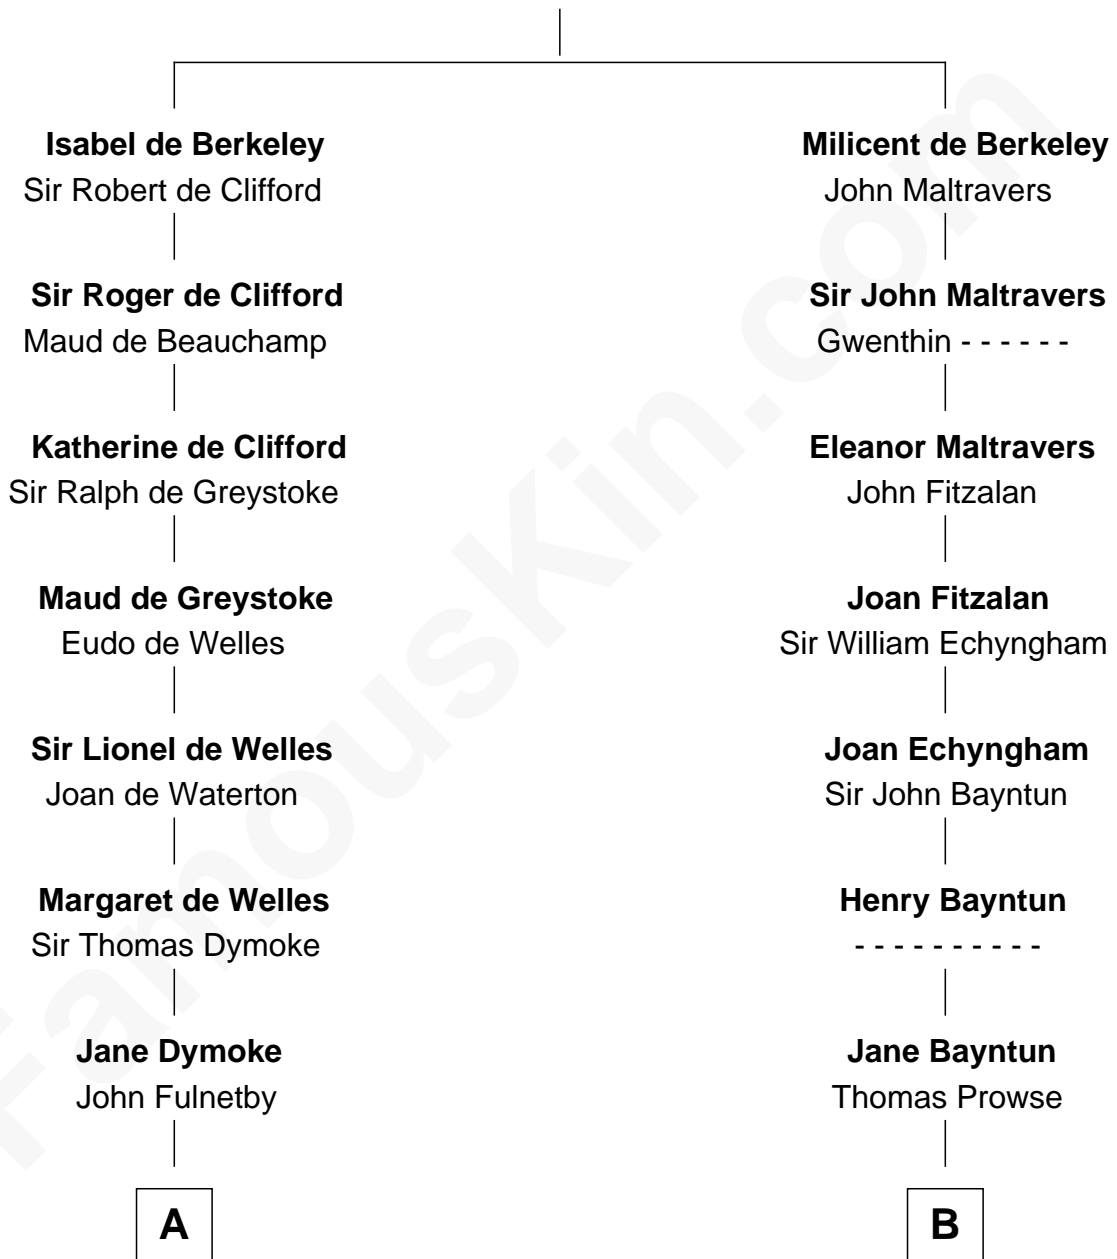 Isabel de Berkeley
Sir Robert de Clifford
Sir Roger de Clifford
Maud de Beauchamp
Katherine de Clifford
Sir Ralph de Greystoke
Maud de Greystoke
Eudo de Welles
Sir Lionel de Welles
Joan de Waterton
Margaret de Welles
Sir Thomas Dymoke
Jane Dymoke
John Fulnetby
A
Milicent de Berkeley
John Maltravers
Sir John Maltravers
Gwenthin - - - - - -
Eleanor Maltravers
John Fitzalan
Joan Fitzalan
Sir William Echyngham
Joan Echyngham
Sir John Bayntun
Henry Bayntun
- - - - - - - - - -
Jane Bayntun
Thomas Prowse
B
FamousKin.com